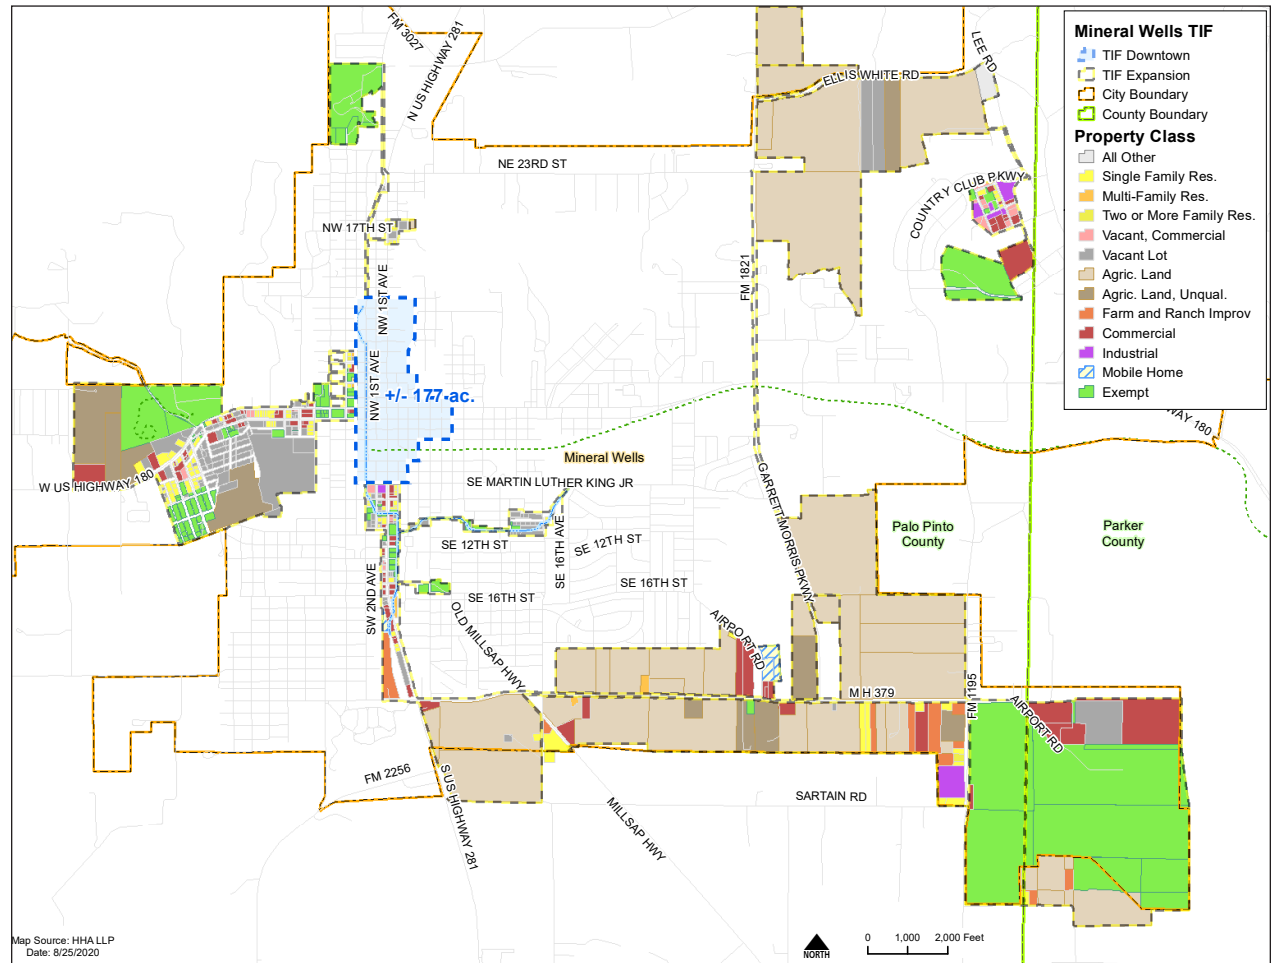 FM 3027
N US HIGHWAY 281
LEE RD
ELLIS WHITE RD
NE 23RD ST
COUNTRY CLUB PKWY
NW 17TH ST
NW 1ST AVE
FM 1821
NW 1ST AVE
+/- 177-ac.
WAY 180
Mineral Wells
W US HIGHWAY 180
SE MARTIN LUTHER KING JR
GARRETT-MORRIS PKWY
Palo Pinto
County
Parker
County
SE 12TH ST
SE 16TH AVE
SE 12TH ST
SE 16TH ST
SE 16TH ST
SW 2ND AVE
OLD MILLSAP HWY
AIRPORT RD
M H 379
FM 1195
AIRPORT RD
FM 2256
S US HIGHWAY 281
MILLSAP HWY
SARTAIN RD
Mineral Wells TIF
TIF Downtown
TIF Expansion
City Boundary
County Boundary
Property Class
All Other
Single Family Res.
Multi-Family Res.
Two or More Family Res.
Vacant, Commercial
Vacant Lot
Agric. Land
Agric. Land, Unqual.
Farm and Ranch Improv
Commercial
Industrial
Mobile Home
Exempt
Map Source: HHA LLP
Date: 8/25/2020
NORTH
0 1,000 2,000 Feet